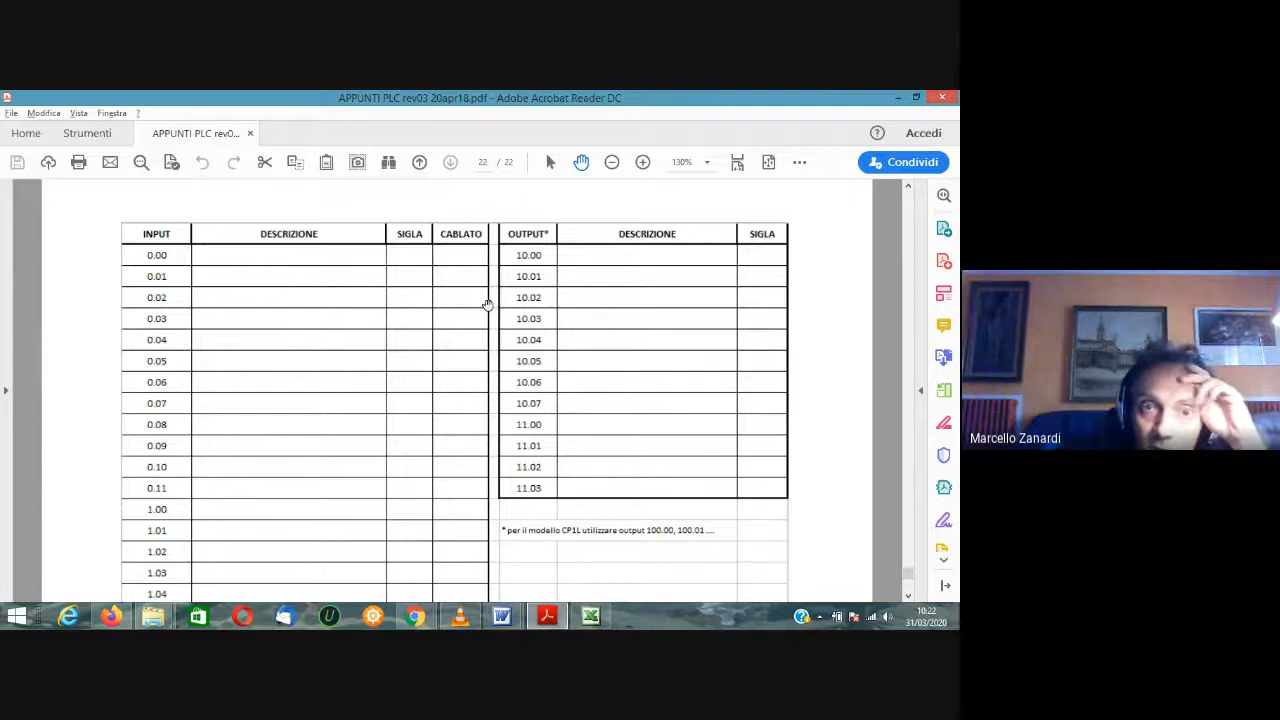 APPUNTI PLC rev03 20apr18.pdf - Adobe Acrobat Reader DC
File Modifica Vista Finestra ?
Home Strumenti APPUNTI PLC rev0... × Accedi
22 / 22 130% Condividi
INPUT DESCRIZIONE SIGLA CABLATO OUTPUT* DESCRIZIONE SIGLA
0.00 10.00
0.01 10.01
0.02 10.02
0.03 10.03
0.04 10.04
0.05 10.05
0.06 10.06
0.07 10.07
0.08 11.00
0.09 11.01
0.10 11.02
0.11 11.03
1.00
1.01 * per il modello CP1L utilizzare output 100.00, 100.01 ....
1.02
1.03
1.04
10:22
31/03/2020
Marcello Zanardi